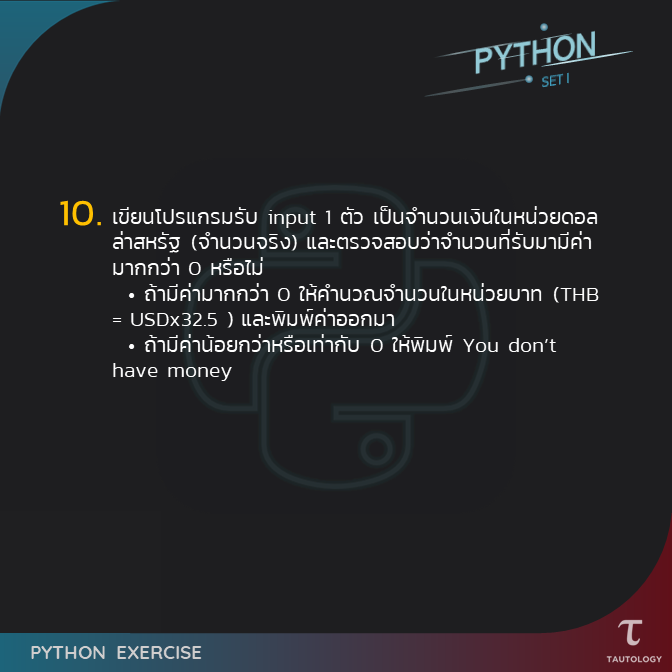 PYTHON
SET I
10. เขียนโปรแกรมรับ input 1 ตัว เป็นจำนวนเงินในหน่วยดอล
ล่าสหรัฐ (จำนวนจริง) และตรวจสอบว่าจำนวนที่รับมามีค่า
มากกว่า 0 หรือไม่
• ถ้ามีค่ามากกว่า 0 ให้คำนวณจำนวนในหน่วยบาท (THB
= USDx32.5 ) และพิมพ์ค่าออกมา
• ถ้ามีค่าน้อยกว่าหรือเท่ากับ 0 ให้พิมพ์ You don't
have money
PYTHON EXERCISE
TAUTOLOGY